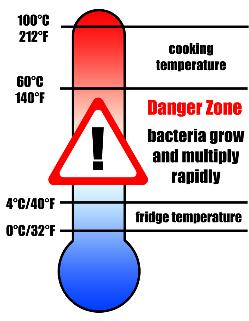 100°C
212°F
cooking
temperature
60°C
140°F
Danger Zone
bacteria grow
and multiply
rapidly
!
4°C/40°F
fridge temperature
0°C/32°F